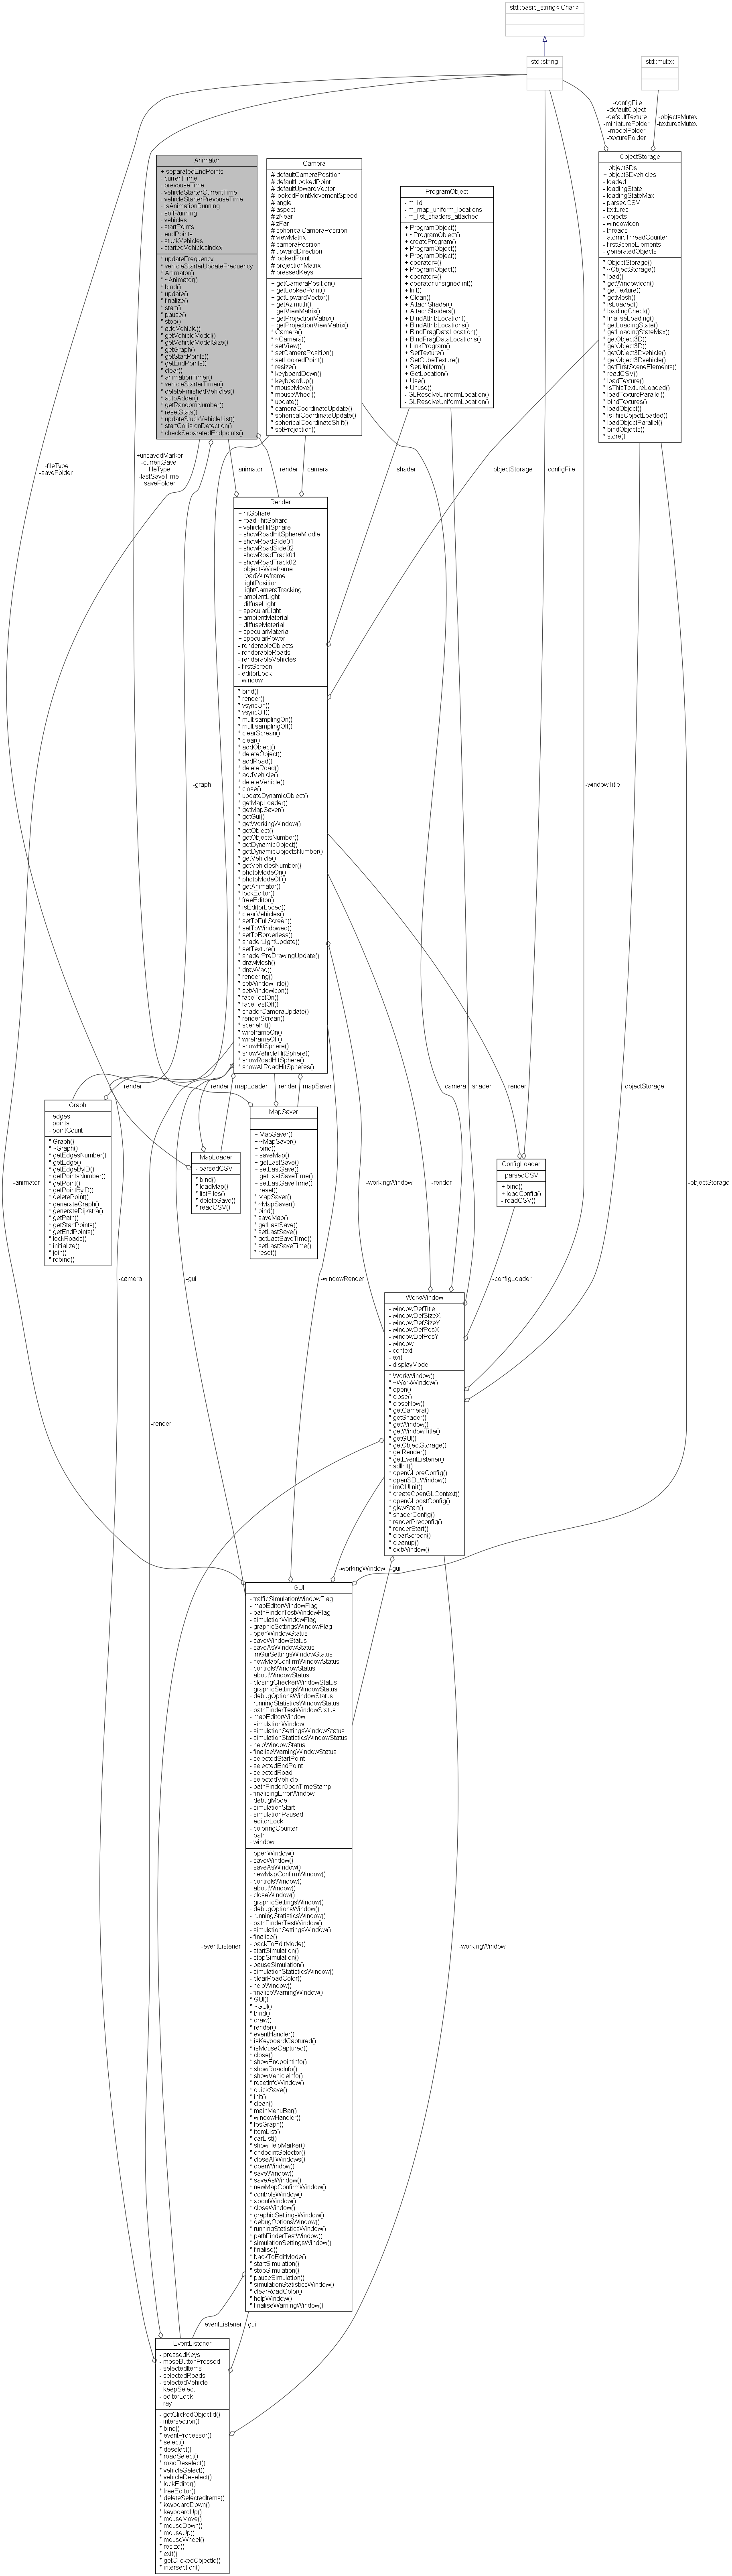 std::basic_string< Char >
std::string
std::mutex
-configFile
-defaultObject
-defaultTexture
-miniatureFolder
-modelFolder
-textureFolder
-objectsMutex
-texturesMutex
Animator
+ separatedEndPoints
- currentTime
- prevouseTime
- vehicleStarterCurrentTime
- vehicleStarterPrevouseTime
- isAnimationRunning
- softRunning
- vehicles
- startPoints
- endPoints
- stuckVehicles
- startedVehiclesIndex
* updateFrequency
* vehicleStarterUpdateFrequency
* Animator()
* ~Animator()
* bind()
* update()
* finalize()
* start()
* pause()
* stop()
* addVehicle()
* getVehicleModel()
* getVehicleModelSize()
* getGraph()
* getStartPoints()
* getEndPoints()
* clear()
* animationTimer()
* vehicleStarterTimer()
* deleteFinishedVehicles()
* autoAdder()
* getRandomNumber()
* resetStats()
* updateStuckVehicleList()
* startCollisionDetection()
* checkSeparatedEndpoints()
Camera
# defaultCameraPosition
# defaultLookedPoint
# defaultUpwardVector
# lookedPointMovementSpeed
# angle
# aspect
# zNear
# zFar
# sphericalCameraPosition
# viewMatrix
# cameraPosition
# upwardDirection
# lookedPoint
# projectionMatrix
# pressedKeys
+ getCameraPosition()
+ getLookedPoint()
+ getUpwardVector()
+ getAzimuth()
+ getViewMatrix()
+ getProjectionMatrix()
+ getProjectionViewMatrix()
* Camera()
* ~Camera()
* setView()
* setCameraPosition()
* setLookedPoint()
* resize()
* keyboardDown()
* keyboardUp()
* mouseMove()
* mouseWheel()
* update()
* cameraCoordinateUpdate()
* sphericalCoordinateUpdate()
* sphericalCoordinateShift()
* setProjection()
ProgramObject
- m_id
- m_map_uniform_locations
- m_list_shaders_attached
+ ProgramObject()
+ ~ProgramObject()
+ createProgram()
+ ProgramObject()
+ ProgramObject()
+ operator=()
+ ProgramObject()
+ operator=()
+ operator unsigned int()
+ Init()
+ Clean()
+ AttachShader()
+ AttachShaders()
+ BindAttribLocation()
+ BindAttribLocations()
+ BindFragDataLocation()
+ BindFragDataLocations()
+ LinkProgram()
+ SetTexture()
+ SetCubeTexture()
+ SetUniform()
+ GetLocation()
+ Use()
+ Unuse()
- GLResolveUniformLocation()
- GLResolveUniformLocation()
ObjectStorage
+ object3Ds
+ object3Dvehicles
- loaded
- loadingState
- loadingStateMax
- parsedCSV
- textures
- objects
- windowIcon
- threads
- atomicThreadCounter
- firstSceneElements
- generatedObjects
* ObjectStorage()
* ~ObjectStorage()
* load()
* getWindowIcon()
* getTexture()
* getMesh()
* isLoaded()
* loadingCheck()
* finaliseLoading()
* getLoadingState()
* getLoadingStateMax()
* getObject3D()
* getObject3D()
* getObject3Dvehicle()
* getObject3Dvehicle()
* getFirstSceneElements()
* readCSV()
* loadTexture()
* isThisTextureLoaded()
* loadTextureParallel()
* bindTextures()
* loadObject()
* isThisObjectLoaded()
* loadObjectParallel()
* bindObjects()
* store()
-fileType
-saveFolder
+unsavedMarker
-currentSave
-fileType
-lastSaveTime
-saveFolder
-animator
-render
-camera
-shader
-objectStorage
-configFile
Render
+ hitSphare
+ roadHhitSphare
+ vehicleHitSphare
+ showRoadHitSphereMiddle
+ showRoadSide01
+ showRoadSide02
+ showRoadTrack01
+ showRoadTrack02
+ objectsWireframe
+ roadWireframe
+ lightPosition
+ lightCameraTracking
+ ambientLight
+ diffuseLight
+ specularLight
+ ambientMaterial
+ diffuseMaterial
+ specularMaterial
+ specularPower
- renderableObjects
- renderableRoads
- renderableVehicles
- firstScreen
- editorLock
- window
* bind()
* render()
* vsyncOn()
* vsyncOff()
* multisamplingOn()
* multisamplingOff()
* clearScrean()
* clear()
* addObject()
* deleteObject()
* addRoad()
* deleteRoad()
* addVehicle()
* deleteVehicle()
* close()
* updateDynamicObject()
* getMapLoader()
* getMapSaver()
* getGui()
* getWorkingWindow()
* getObject()
* getObjectsNumber()
* getDynamicObject()
* getDynamicObjectsNumber()
* getVehicle()
* getVehiclesNumber()
* photoModeOn()
* photoModeOff()
* getAnimator()
* lockEditor()
* freeEditor()
* isEditorLoced()
* clearVehicles()
* setToFullScreen()
* setToWindowed()
* setToBorderless()
* shaderLightUpdate()
* setTexture()
* shaderPreDrawingUpdate()
* drawMesh()
* drawVao()
* rendering()
* setWindowTitle()
* setWindowIcon()
* faceTestOn()
* faceTestOff()
* shaderCameraUpdate()
* renderScrean()
* sceneInit()
* wireframeOn()
* wireframeOff()
* showHitSphere()
* showVehicleHitSphere()
* showRoadHitSphere()
* showAllRoadHitSpheres()
-graph
-windowTitle
-render
-render
-mapLoader
-render
-mapSaver
-camera
-shader
-render
-objectStorage
Graph
- edges
- points
- pointCount
* Graph()
* ~Graph()
* getEdgesNumber()
* getEdge()
* getEdgeByID()
* getPointsNumber()
* getPoint()
* getPointByID()
* deletePoint()
* generateGraph()
* generateDijkstra()
* getPath()
* getStartPoints()
* getEndPoints()
* lockRoads()
* initialize()
* join()
* rebind()
MapLoader
- parsedCSV
* bind()
* loadMap()
* listFiles()
* deleteSave()
* readCSV()
MapSaver
+ MapSaver()
+ ~MapSaver()
+ bind()
+ saveMap()
+ getLastSave()
+ setLastSave()
+ getLastSaveTime()
+ setLastSaveTime()
+ reset()
* MapSaver()
* ~MapSaver()
* bind()
* saveMap()
* getLastSave()
* setLastSave()
* getLastSaveTime()
* setLastSaveTime()
* reset()
ConfigLoader
- parsedCSV
+ bind()
+ loadConfig()
- readCSV()
-animator
-workingWindow
-render
-objectStorage
-camera
-gui
-windowRender
-configLoader
WorkWindow
- windowDefTitle
- windowDefSizeX
- windowDefSizeY
- windowDefPosX
- windowDefPosY
- window
- context
- exit
- displayMode
* WorkWindow()
* ~WorkWindow()
* open()
* close()
* closeNow()
* getCamera()
* getShader()
* getWindow()
* getWindowTitle()
* getGUI()
* getObjectStorage()
* getRender()
* getEventListener()
* sdlInit()
* openGLpreConfig()
* openSDLWindow()
* imGUIinit()
* createOpenGLContext()
* openGLpostConfig()
* glewStart()
* shaderConfig()
* renderPreconfig()
* renderStart()
* clearScreen()
* cleanup()
* exitWindow()
-render
-workingWindow
-gui
GUI
- trafficSimulationWindowFlag
- mapEditorWindowFlag
- pathFinderTestWindowFlag
- simulationWindowFlag
- graphicSettingsWindowFlag
- openWindowStatus
- saveWindowStatus
- saveAsWindowStatus
- ImGuiSettingsWindowStatus
- newMapConfirmWindowStatus
- controlsWindowStatus
- aboutWindowStatus
- closingCheckerWindowStatus
- graphicSettingsWindowStatus
- debugOptionsWindowStatus
- runningStatisticsWindowStatus
- pathFinderTestWindowStatus
- mapEditorWindow
- simulationWindow
- simulationSettingsWindowStatus
- simulationStatisticsWindowStatus
- helpWindowStatus
- finaliseWarningWindowStatus
- selectedStartPoint
- selectedEndPoint
- selectedRoad
- selectedVehicle
- pathFinderOpenTimeStamp
- finalisingErrorWindow
- debugMode
- simulationStart
- simulationPaused
- editorLock
- coloringCounter
- path
- window
- openWindow()
- saveWindow()
- saveAsWindow()
- newMapConfirmWindow()
- controlsWindow()
- aboutWindow()
- closeWindow()
- graphicSettingsWindow()
- debugOptionsWindow()
- runningStatisticsWindow()
- pathFinderTestWindow()
- simulationSettingsWindow()
- finalise()
- backToEditMode()
- startSimulation()
- stopSimulation()
- pauseSimulation()
- simulationStatisticsWindow()
- clearRoadColor()
- helpWindow()
- finaliseWarningWindow()
* GUI()
* ~GUI()
* bind()
* draw()
* render()
* eventHandler()
* isKeyboardCaptured()
* isMouseCaptured()
* close()
* showEndpointInfo()
* showRoadInfo()
* showVehicleInfo()
* resetInfoWindow()
* quickSave()
* init()
* clean()
* mainMenuBar()
* windowHandler()
* fpsGraph()
* itemList()
* carList()
* showHelpMarker()
* endpointSelector()
* closeAllWindows()
* openWindow()
* saveWindow()
* saveAsWindow()
* newMapConfirmWindow()
* controlsWindow()
* aboutWindow()
* closeWindow()
* graphicSettingsWindow()
* debugOptionsWindow()
* runningStatisticsWindow()
* pathFinderTestWindow()
* simulationSettingsWindow()
* finalise()
* backToEditMode()
* startSimulation()
* stopSimulation()
* pauseSimulation()
* simulationStatisticsWindow()
* clearRoadColor()
* helpWindow()
* finaliseWarningWindow()
-eventListener
-workingWindow
-eventListener
-gui
EventListener
- pressedKeys
- moseButtonPressed
- selectedItems
- selectedRoads
- selectedVehicle
- keepSelect
- editorLock
- ray
- getClickedObjectId()
- intersection()
* bind()
* eventProcessor()
* select()
* deselect()
* roadSelect()
* roadDeselect()
* vehicleSelect()
* vehicleDeselect()
* lockEditor()
* freeEditor()
* deleteSelectedItems()
* keyboardDown()
* keyboardUp()
* mouseMove()
* mouseDown()
* mouseUp()
* mouseWheel()
* resize()
* exit()
* getClickedObjectId()
* intersection()